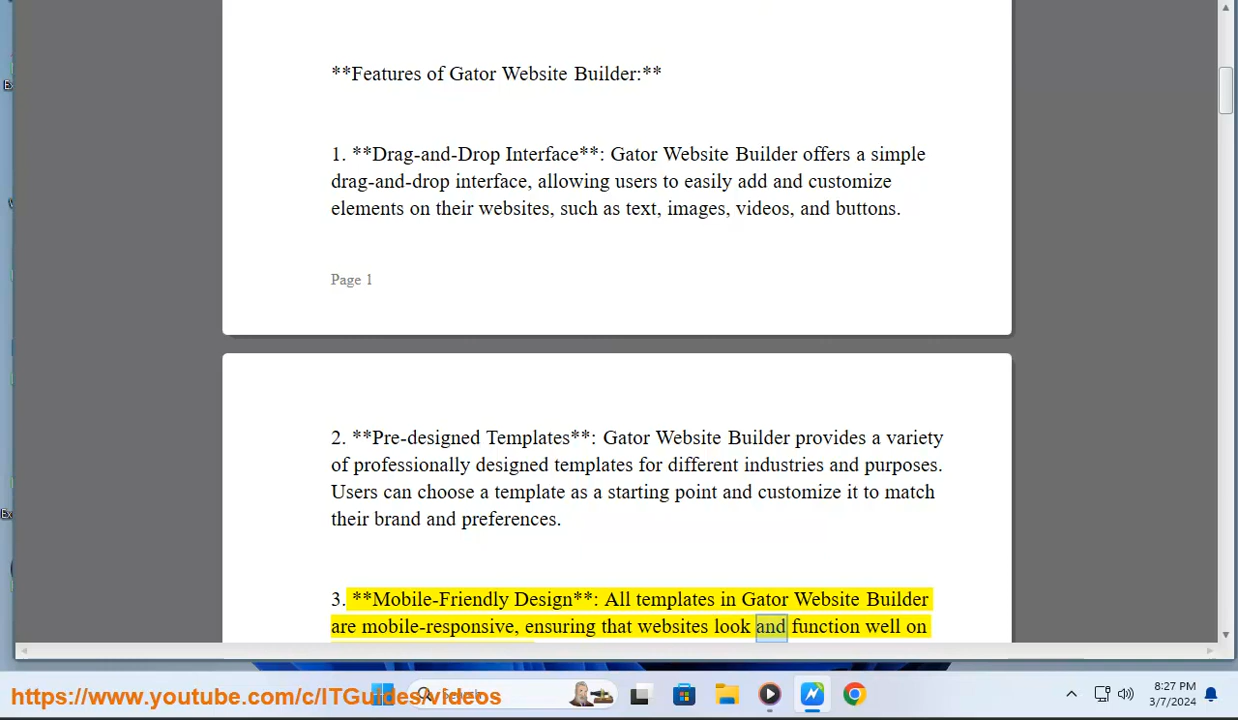 **Features of Gator Website Builder:**
1. **Drag-and-Drop Interface**: Gator Website Builder offers a simple
drag-and-drop interface, allowing users to easily add and customize
elements on their websites, such as text, images, videos, and buttons.
Page 1
2. **Pre-designed Templates**: Gator Website Builder provides a variety
of professionally designed templates for different industries and purposes.
Users can choose a template as a starting point and customize it to match
their brand and preferences.
3. **Mobile-Friendly Design**: All templates in Gator Website Builder
are mobile-responsive, ensuring that websites look and function well on
https://www.youtube.com/c/ITGuides/videos
8:27 PM
3/7/2024